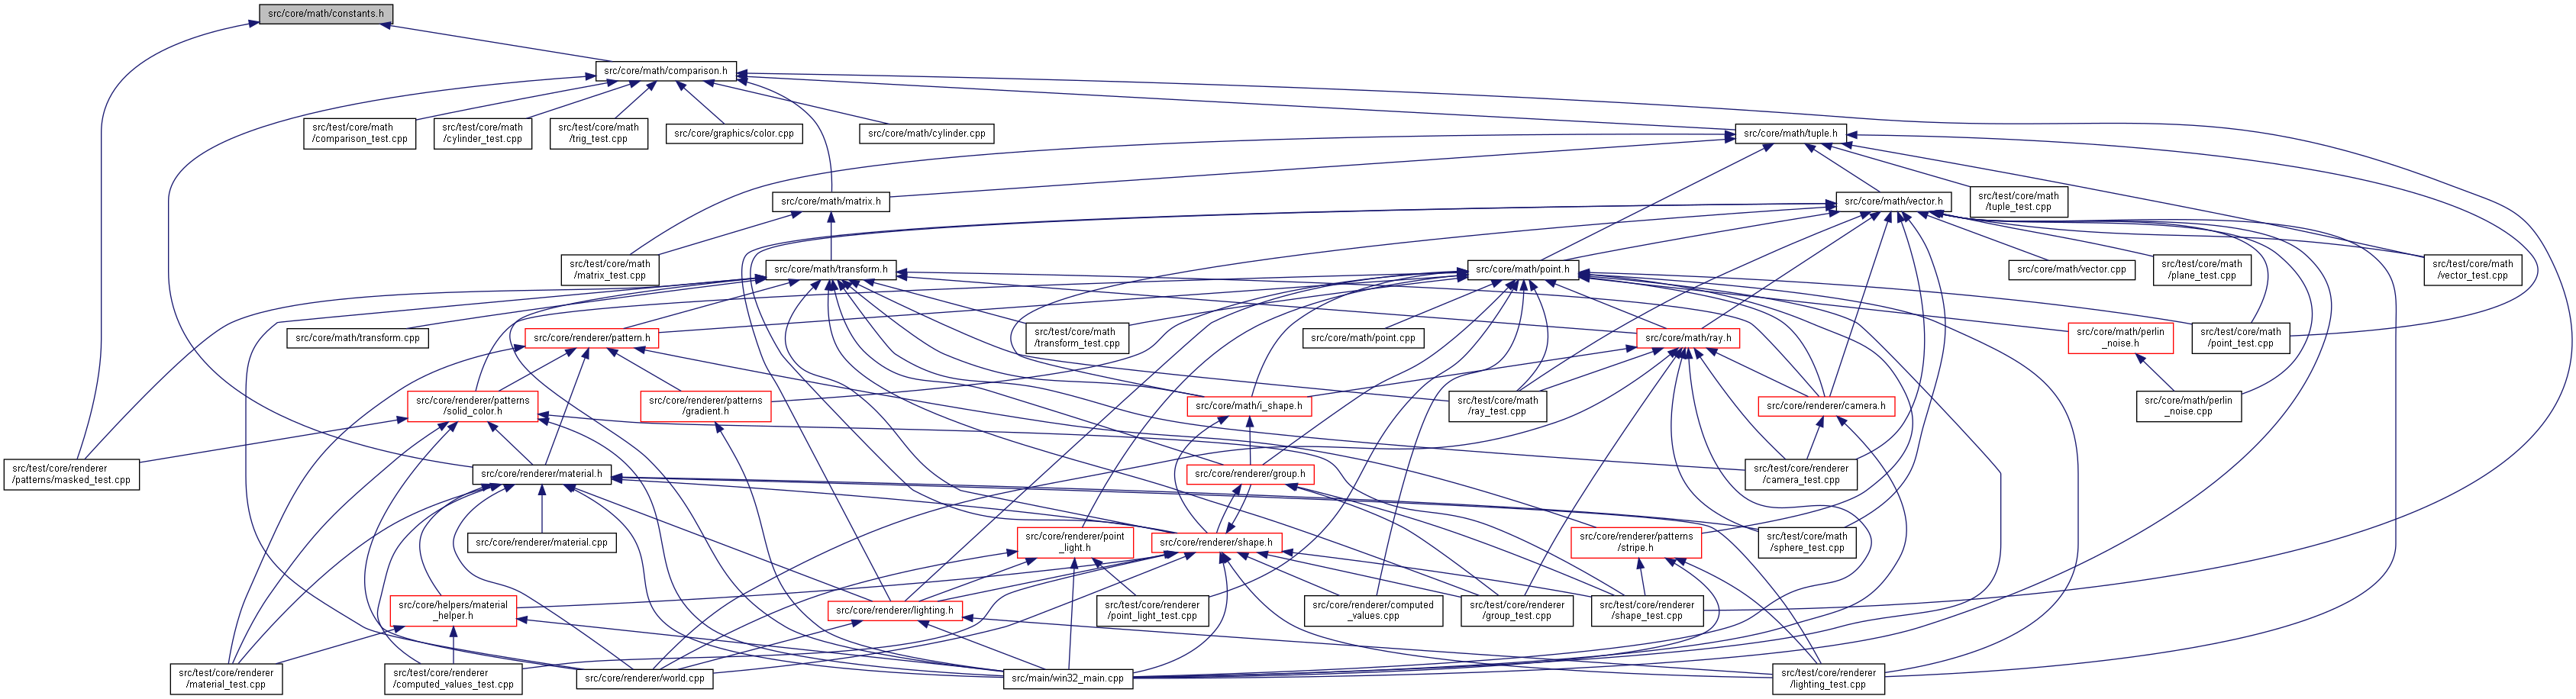 src/core/math/constants.h
src/core/math/comparison.h
src/test/core/math
/comparison_test.cpp
src/test/core/math
/cylinder_test.cpp
src/test/core/math
/trig_test.cpp
src/core/graphics/color.cpp
src/core/math/cylinder.cpp
src/core/math/tuple.h
src/core/math/matrix.h
src/core/math/vector.h
src/test/core/math
/tuple_test.cpp
src/test/core/math
/matrix_test.cpp
src/core/math/transform.h
src/core/math/point.h
src/core/math/vector.cpp
src/test/core/math
/plane_test.cpp
src/test/core/math
/vector_test.cpp
src/core/math/transform.cpp
src/core/renderer/pattern.h
src/test/core/math
/transform_test.cpp
src/core/math/point.cpp
src/core/math/ray.h
src/core/math/perlin
_noise.h
src/test/core/math
/point_test.cpp
src/core/renderer/patterns
/solid_color.h
src/core/renderer/patterns
/gradient.h
src/core/math/i_shape.h
src/test/core/math
/ray_test.cpp
src/core/renderer/camera.h
src/core/math/perlin
_noise.cpp
src/test/core/renderer
/patterns/masked_test.cpp
src/core/renderer/material.h
src/core/renderer/group.h
src/test/core/renderer
/camera_test.cpp
src/core/renderer/material.cpp
src/core/renderer/point
_light.h
src/core/renderer/shape.h
src/core/renderer/patterns
/stripe.h
src/test/core/math
/sphere_test.cpp
src/core/helpers/material
_helper.h
src/core/renderer/lighting.h
src/test/core/renderer
/point_light_test.cpp
src/core/renderer/computed
_values.cpp
src/test/core/renderer
/group_test.cpp
src/test/core/renderer
/shape_test.cpp
src/test/core/renderer
/material_test.cpp
src/test/core/renderer
/computed_values_test.cpp
src/core/renderer/world.cpp
src/main/win32_main.cpp
src/test/core/renderer
/lighting_test.cpp